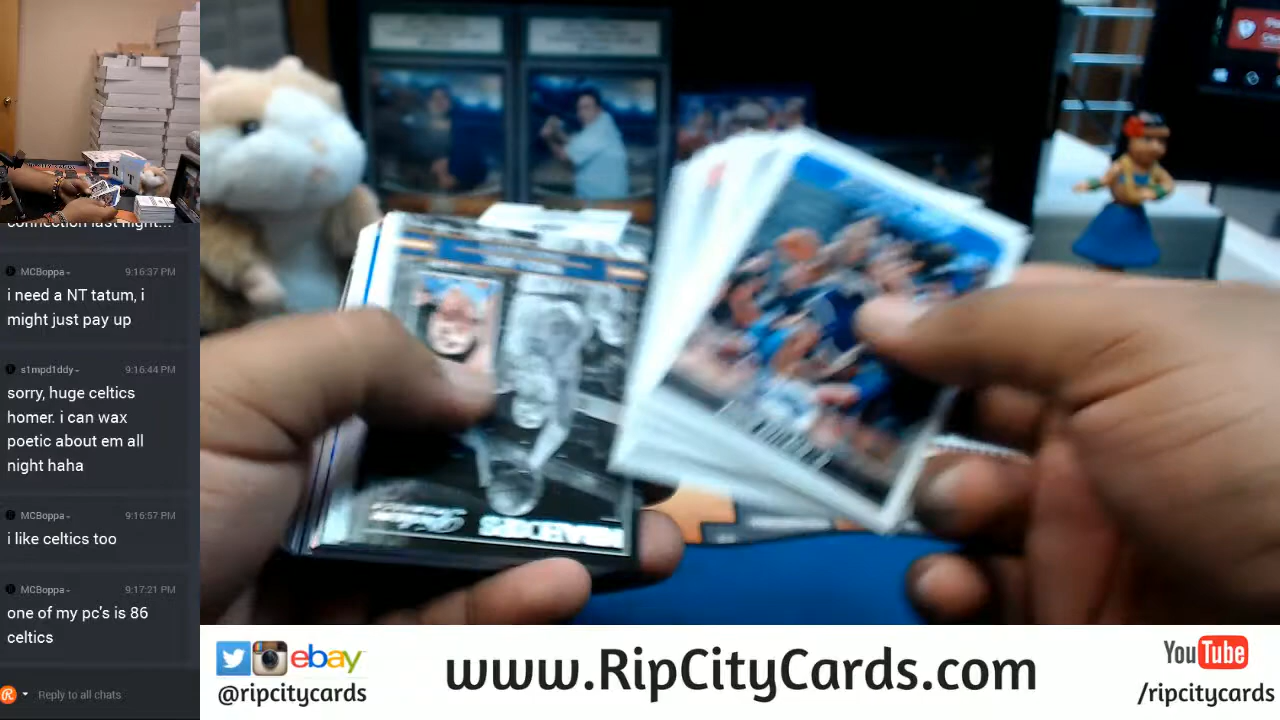 connection last night...
MCBoppa-
9:16:37 PM
i need a NT tatum, i
might just pay up
s1mpd1ddy-
9:16:44 PM
sorry, huge celtics
homer. i can wax
poetic about em all
night haha
MCBoppa-
9:16:57 PM
i like celtics too
MCBoppa-
9:17:21 PM
one of my pc's is 86
celtics
Reply to all chats
ebay
@ripcitycards
www.RipCityCards.com
YouTube
/ripcitycards